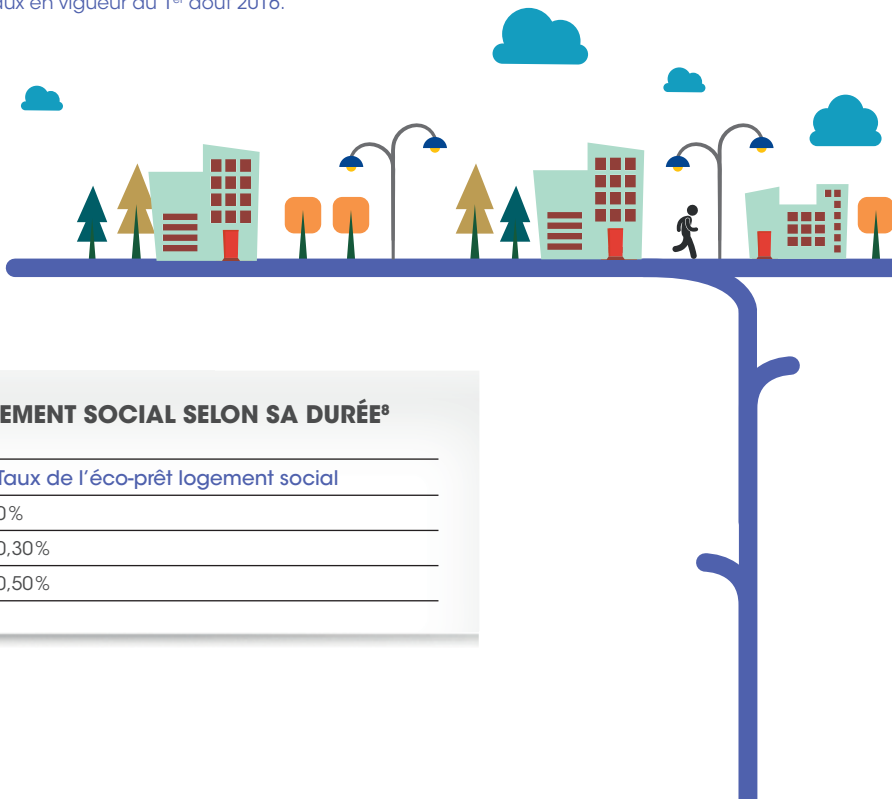 aux en vigueur au 1er août 2016.
EMENT SOCIAL SELON SA DURÉE8
Taux de l'éco-prêt logement social
0%
0,30%
0,50%